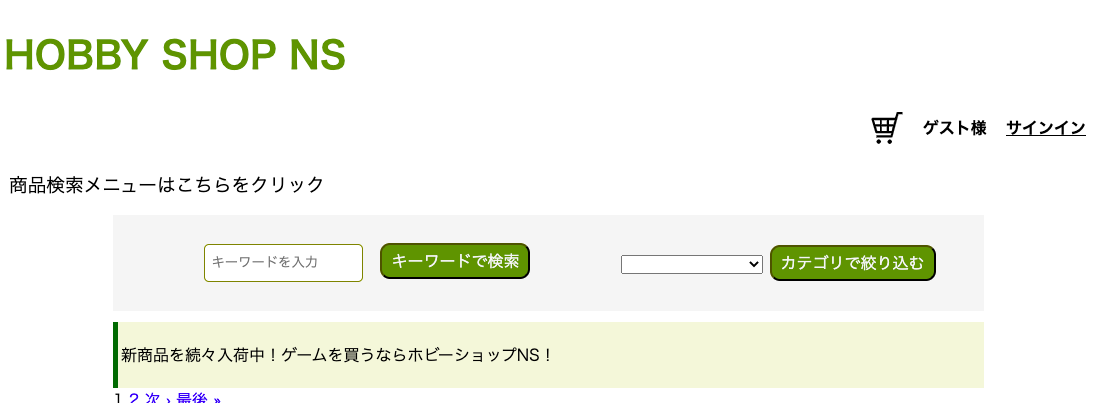 HOBBY SHOP NS
ゲスト様 サインイン
商品検索メニューはこちらをクリック
キーワードを入力 キーワードで検索 カテゴリで絞り込む
新商品を続々入荷中！ゲームを買うならホビーショップNS！
1 2 次 › 最後 »